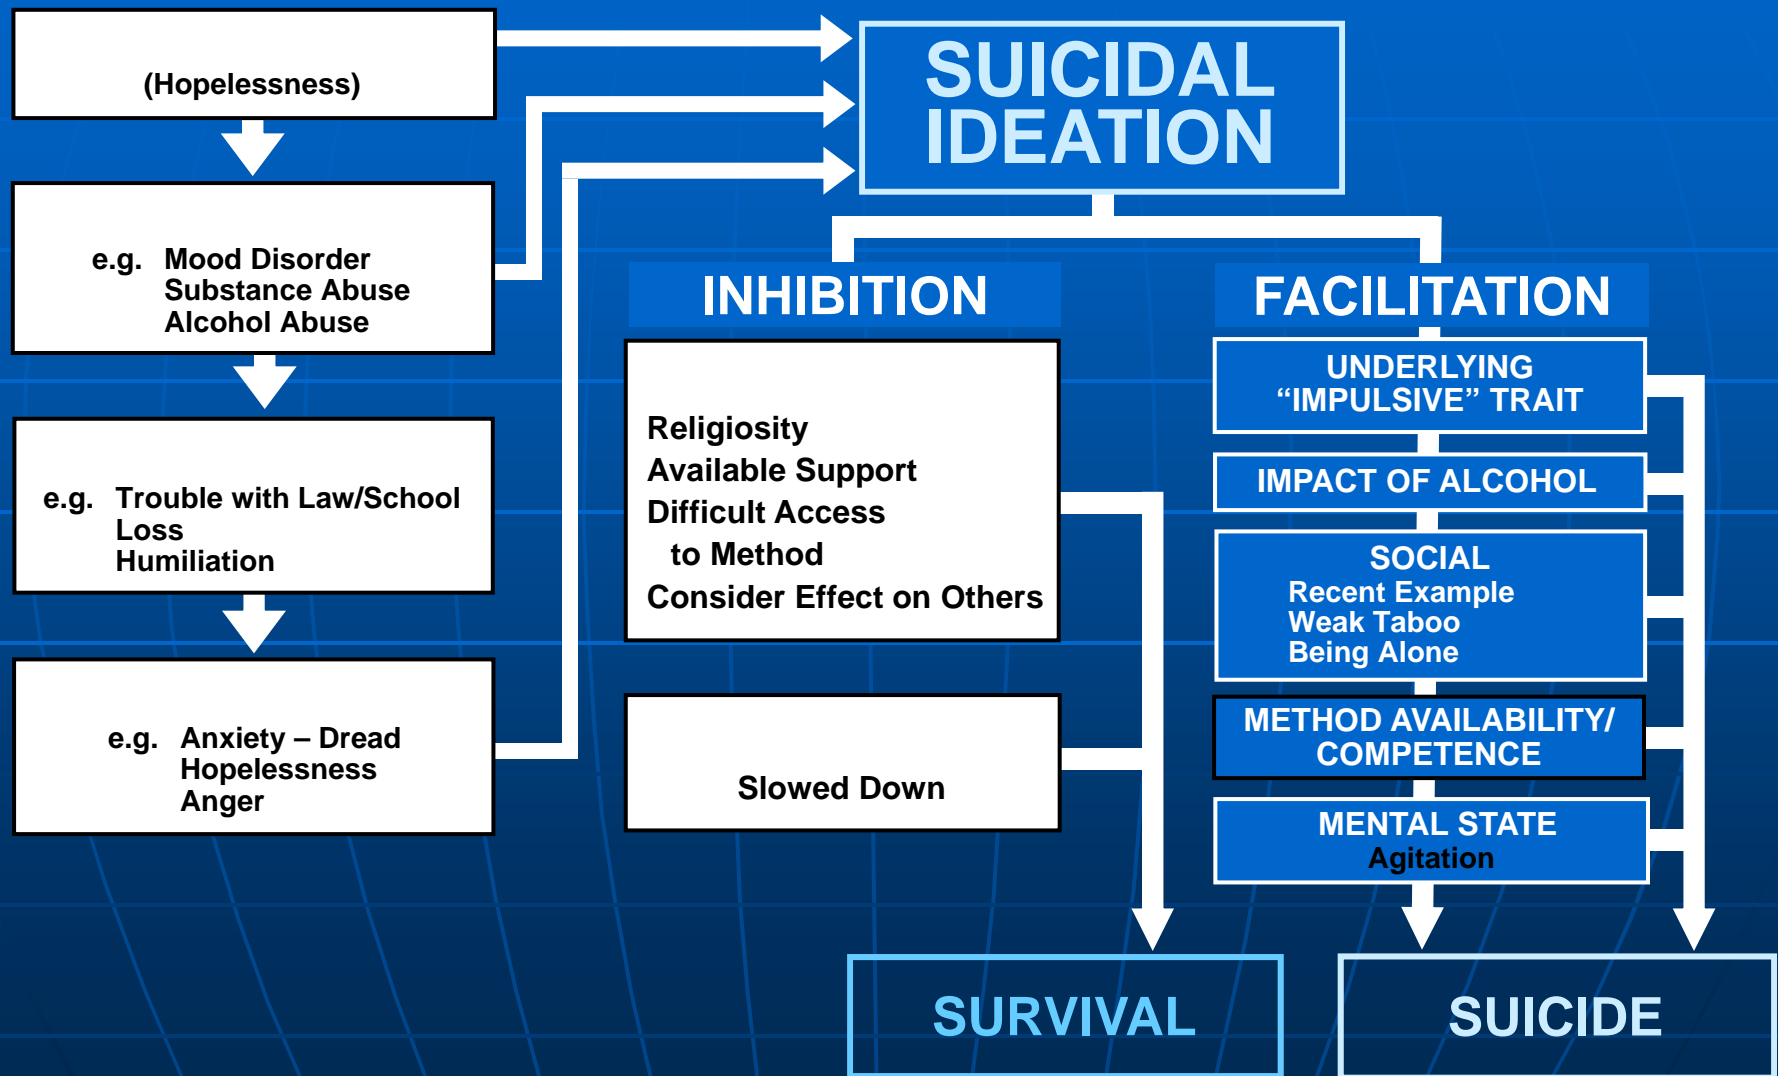 (Hopelessness)
e.g. Mood Disorder
Substance Abuse
Alcohol Abuse
e.g. Trouble with Law/School
Loss
Humiliation
e.g. Anxiety – Dread
Hopelessness
Anger
SUICIDAL
IDEATION
INHIBITION
Religiosity
Available Support
Difficult Access
to Method
Consider Effect on Others
Slowed Down
FACILITATION
UNDERLYING
“IMPULSIVE” TRAIT
IMPACT OF ALCOHOL
SOCIAL
Recent Example
Weak Taboo
Being Alone
METHOD AVAILABILITY/
COMPETENCE
MENTAL STATE
Agitation
SURVIVAL
SUICIDE